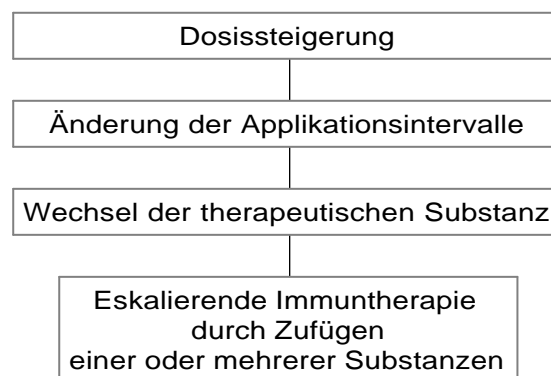 Dosissteigerung
Änderung der Applikationsintervalle
Wechsel der therapeutischen Substanz
Eskalierende Immuntherapie
durch Zufügen
einer oder mehrerer Substanzen